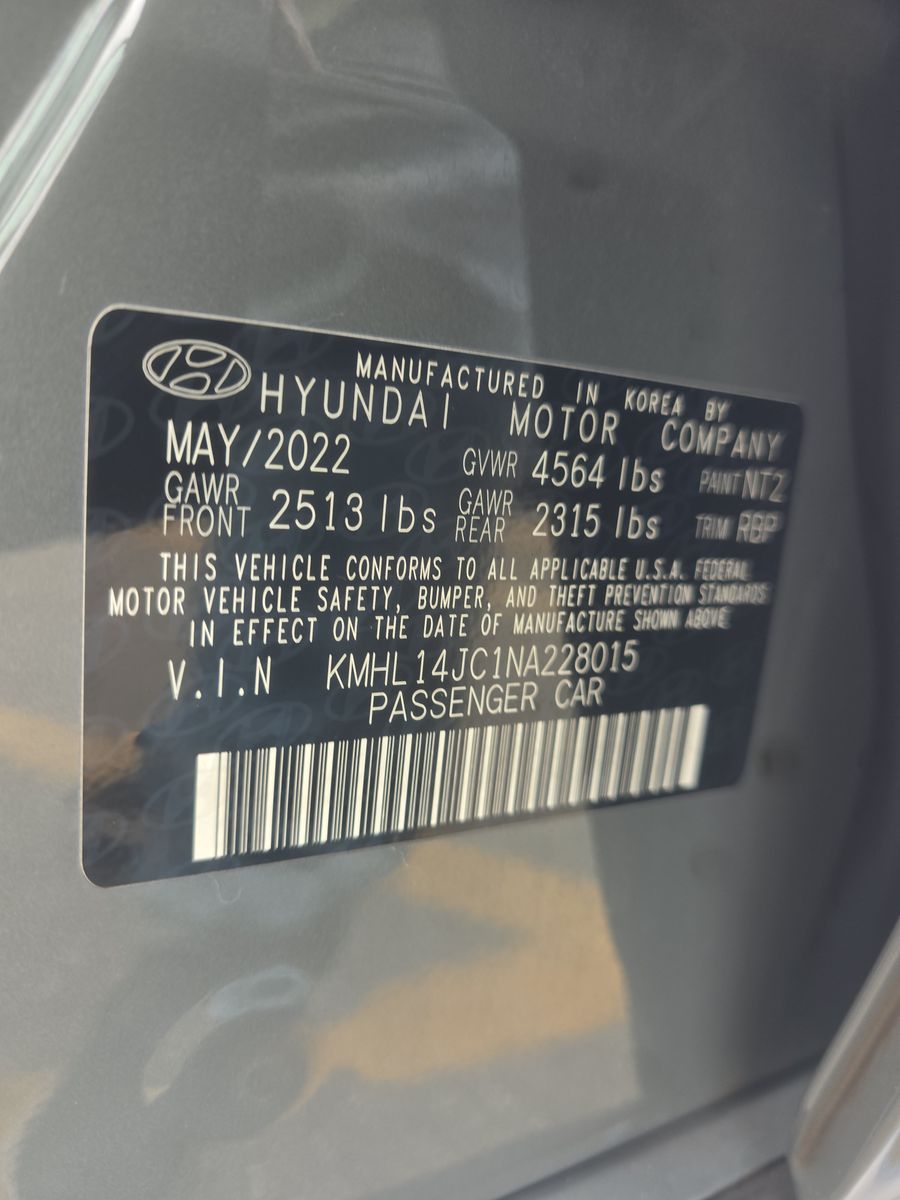 MANUFACTURED IN KOREA BY
HYUNDAI MOTOR COMPANY
MAY/2022 GVWR 4564 lbs PAINT NT2
GAWR FRONT 2513 lbs GAWR REAR 2315 lbs TRIM RBP
THIS VEHICLE CONFORMS TO ALL APPLICABLE U.S.A. FEDERAL
MOTOR VEHICLE SAFETY, BUMPER, AND THEFT PREVENTION STANDARDS
IN EFFECT ON THE DATE OF MANUFACTURE SHOWN ABOVE
V.I.N KMHL14JC1NA228015
PASSENGER CAR